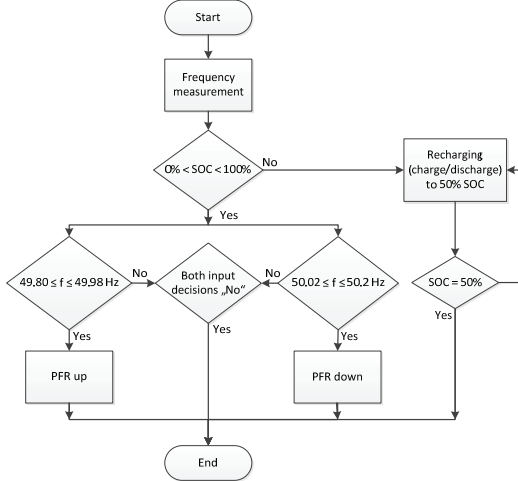 Start
Frequency
measurement
0% < SOC < 100%
No
Recharging
(charge/discharge)
to 50% SOC
Yes
49,80 ≤ f ≤ 49,98 Hz
No
Both input
decisions „No“
No
50,02 ≤ f ≤ 50,2 Hz
SOC = 50%
Yes
Yes
Yes
Yes
PFR up
PFR down
End